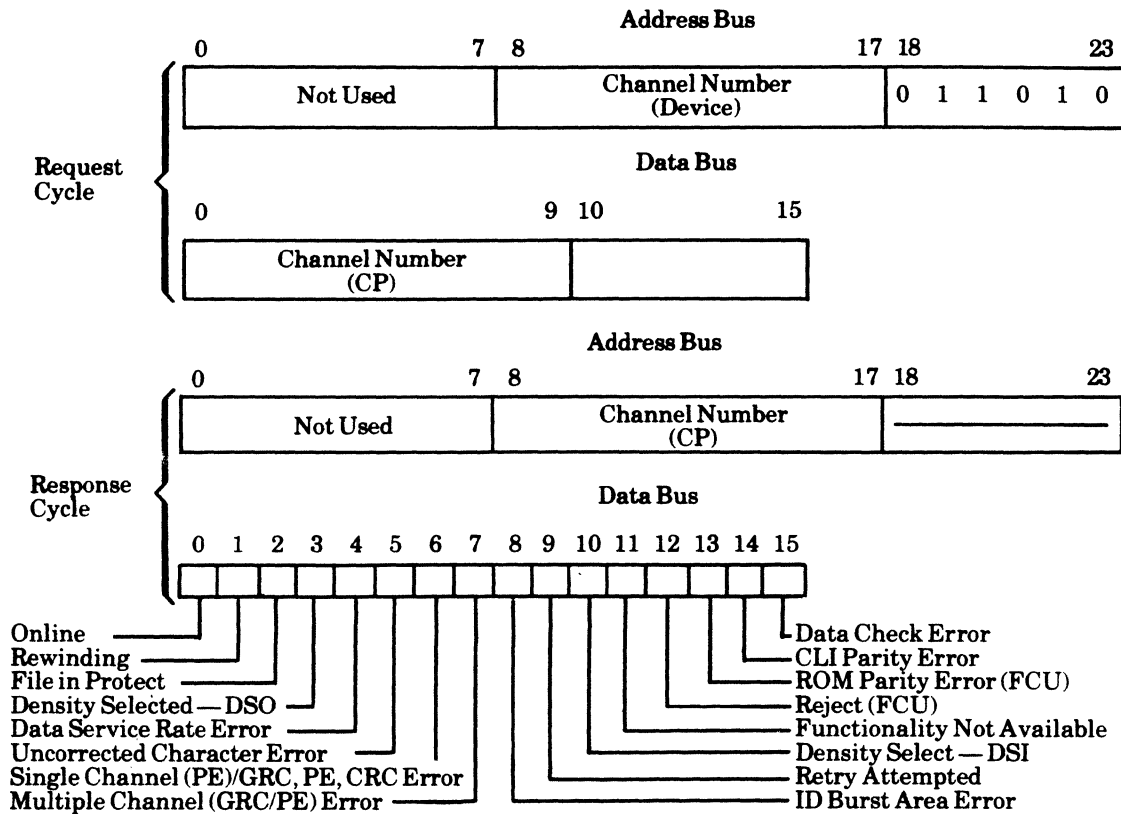 Address Bus
0 7 8 17 18 23
Not Used
Channel Number
(Device)
0 1 1 0 1 0
Request
Cycle
Data Bus
0 9 10 15
Channel Number
(CP)
Address Bus
0 7 8 17 18 23
Not Used
Channel Number
(CP)
Response
Cycle
Data Bus
0 1 2 3 4 5 6 7 8 9 10 11 12 13 14 15
Online
Rewinding
File in Protect
Density Selected — DSO
Data Service Rate Error
Uncorrected Character Error
Single Channel (PE)/GRC, PE, CRC Error
Multiple Channel (GRC/PE) Error
Data Check Error
CLI Parity Error
ROM Parity Error (FCU)
Reject (FCU)
Functionality Not Available
Density Select — DSI
Retry Attempted
ID Burst Area Error